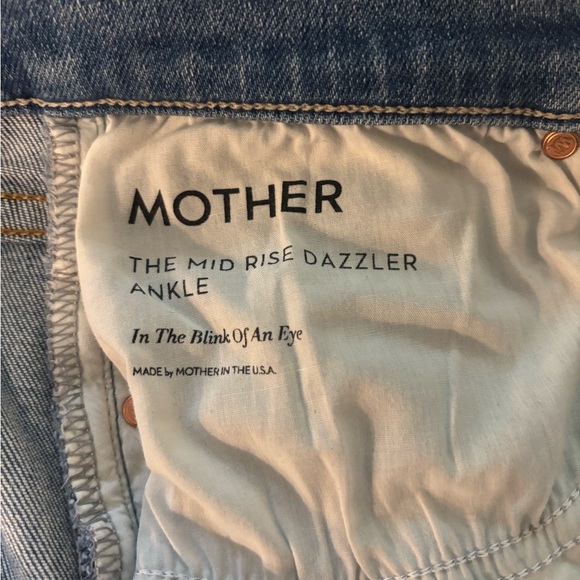 MOTHER
THE MID RISE DAZZLER
ANKLE
In The Blink Of An Eye
MADE by MOTHER IN THE U.S.A.